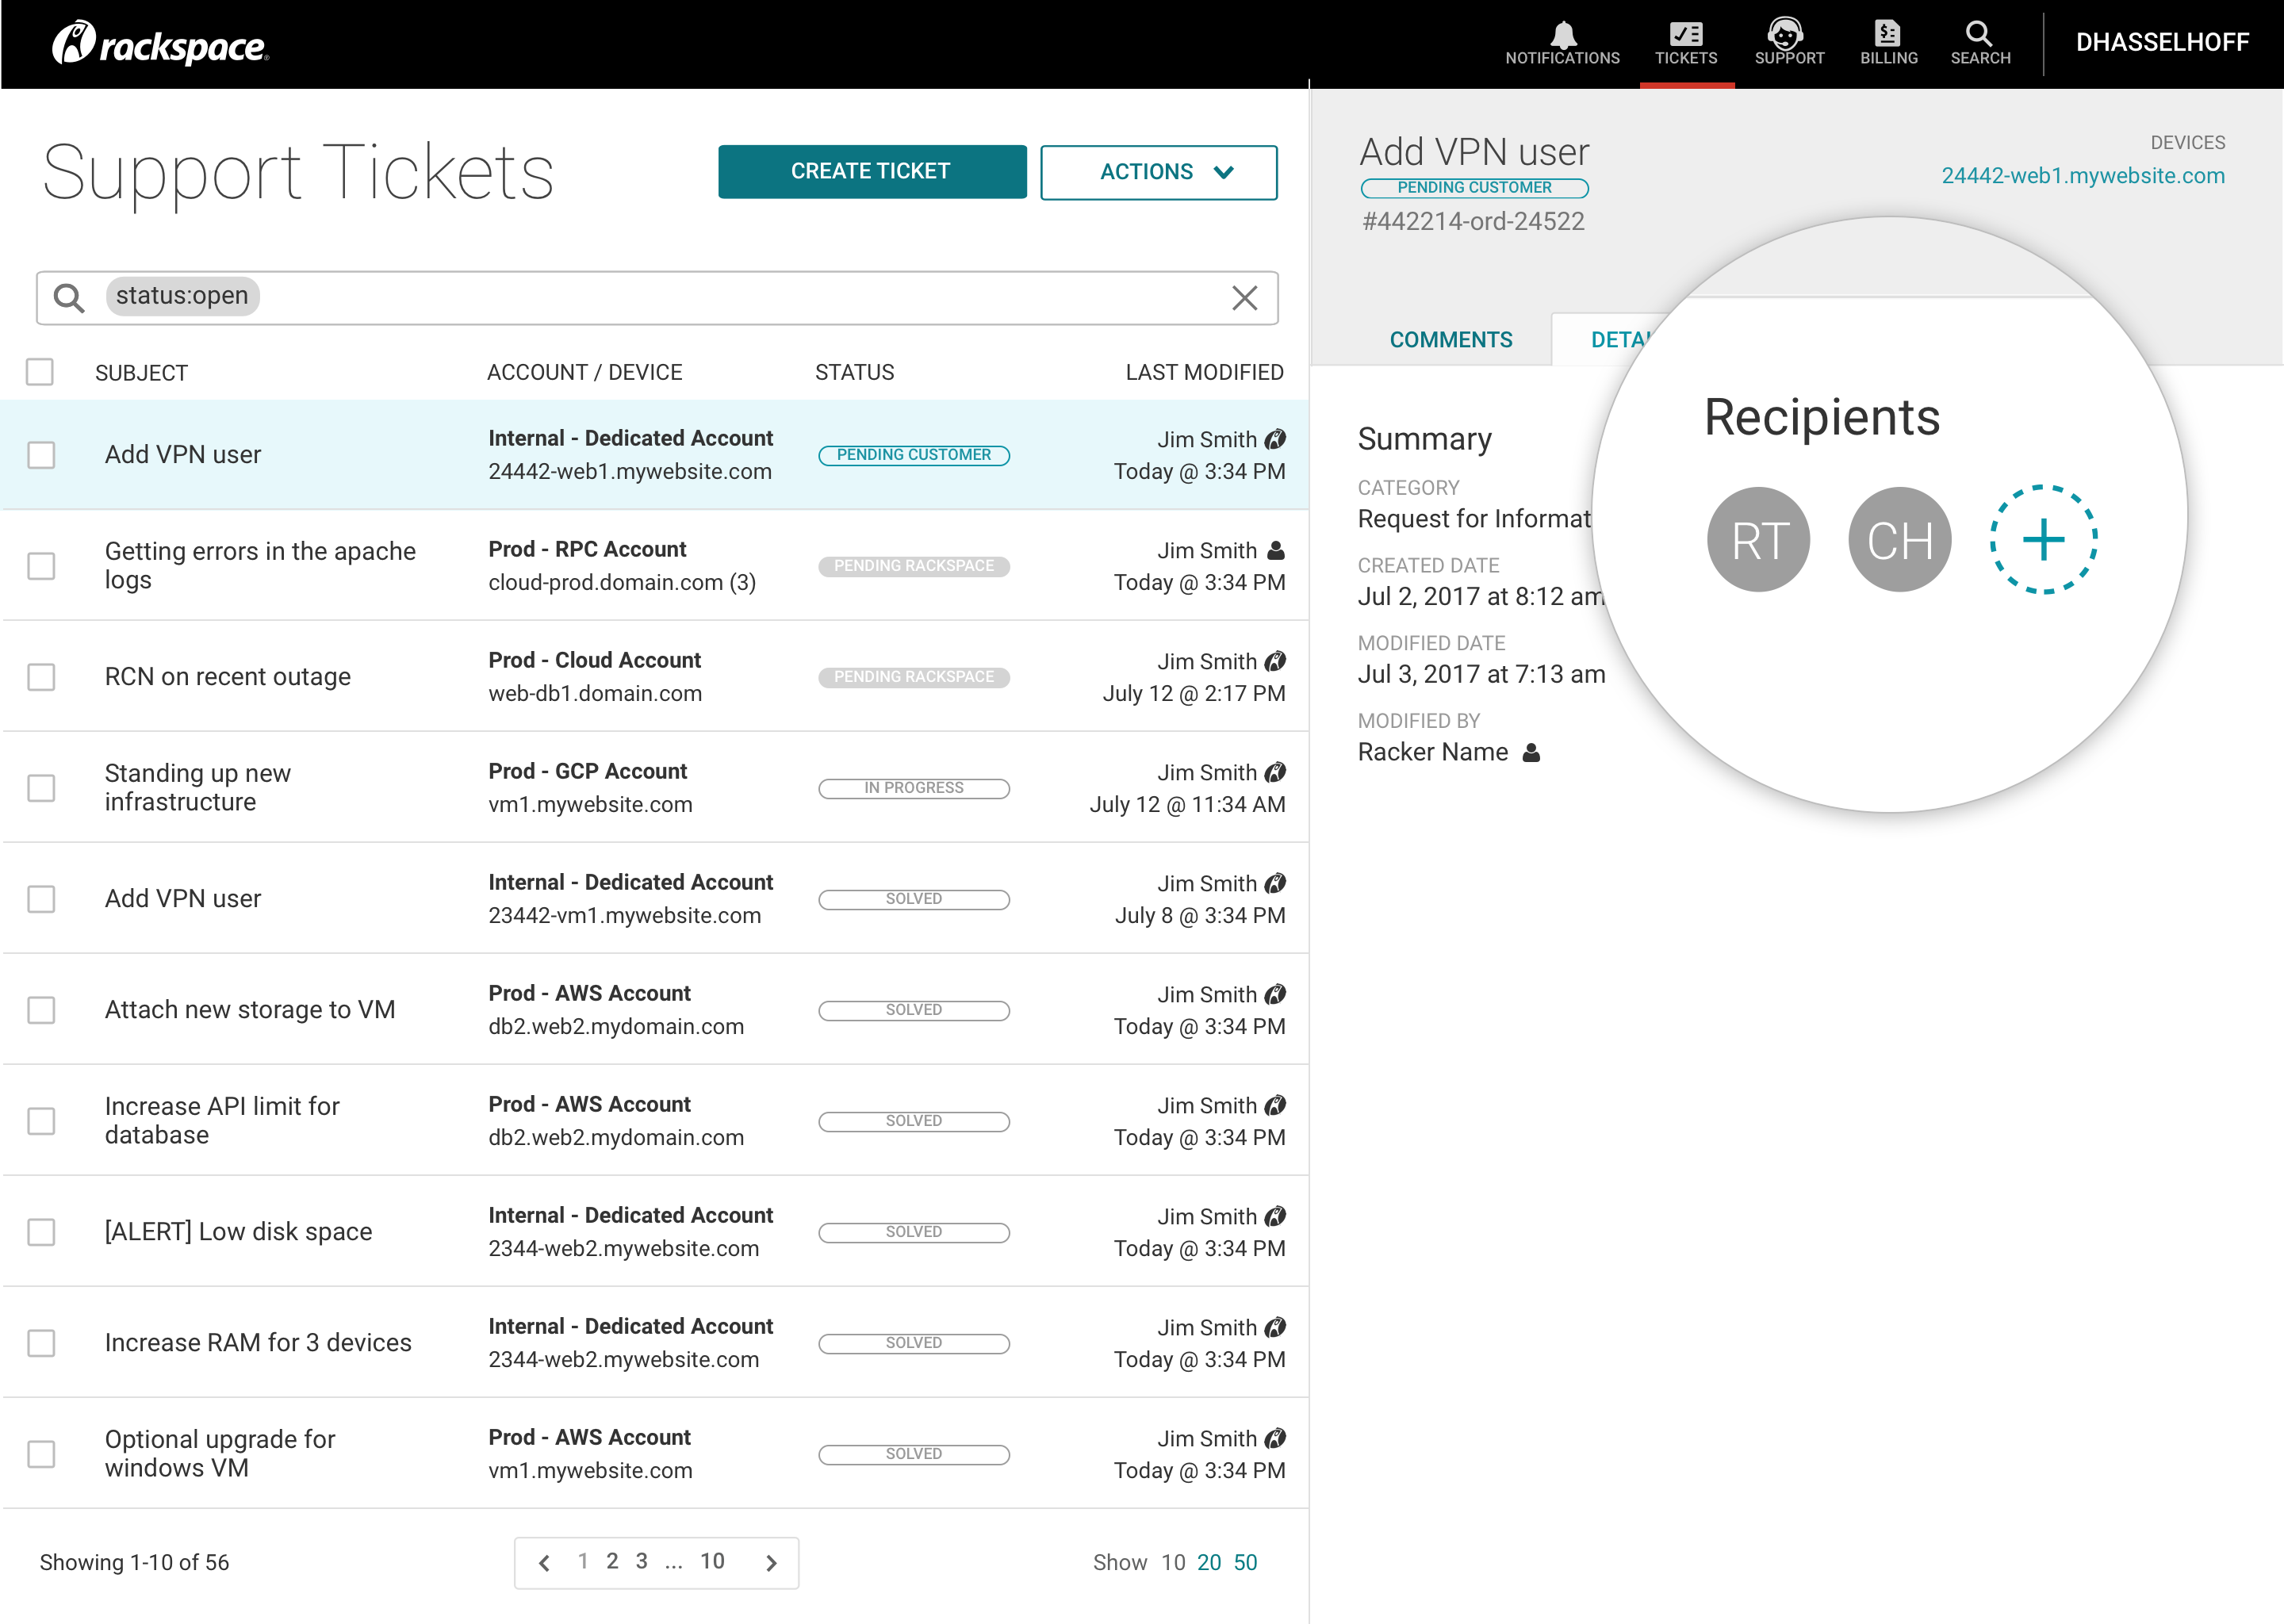 rackspace
NOTIFICATIONS
TICKETS
SUPPORT
BILLING
SEARCH
DHASSELHOFF
Support Tickets
CREATE TICKET
ACTIONS
status:open
SUBJECT
ACCOUNT / DEVICE
STATUS
LAST MODIFIED
Add VPN user
Internal - Dedicated Account
24442-web1.mywebsite.com
PENDING CUSTOMER
Jim Smith
Today @ 3:34 PM
Getting errors in the apache
logs
Prod - RPC Account
cloud-prod.domain.com (3)
PENDING RACKSPACE
Jim Smith
Today @ 3:34 PM
RCN on recent outage
Prod - Cloud Account
web-db1.domain.com
PENDING RACKSPACE
Jim Smith
July 12 @ 2:17 PM
Standing up new
infrastructure
Prod - GCP Account
vm1.mywebsite.com
IN PROGRESS
Jim Smith
July 12 @ 11:34 AM
Add VPN user
Internal - Dedicated Account
23442-vm1.mywebsite.com
SOLVED
Jim Smith
July 8 @ 3:34 PM
Attach new storage to VM
Prod - AWS Account
db2.web2.mydomain.com
SOLVED
Jim Smith
Today @ 3:34 PM
Increase API limit for
database
Prod - AWS Account
db2.web2.mydomain.com
SOLVED
Jim Smith
Today @ 3:34 PM
[ALERT] Low disk space
Internal - Dedicated Account
2344-web2.mywebsite.com
SOLVED
Jim Smith
Today @ 3:34 PM
Increase RAM for 3 devices
Internal - Dedicated Account
2344-web2.mywebsite.com
SOLVED
Jim Smith
Today @ 3:34 PM
Optional upgrade for
windows VM
Prod - AWS Account
vm1.mywebsite.com
SOLVED
Jim Smith
Today @ 3:34 PM
Showing 1-10 of 56
1 2 3 ... 10
Show 10 20 50
Add VPN user
PENDING CUSTOMER
#442214-ord-24522
DEVICES
24442-web1.mywebsite.com
COMMENTS
Summary
CATEGORY
Request for
CREATED DATE
Jul 2, 2017 at 8:12 am
MODIFIED DATE
Jul 3, 2017 at 7:13 am
MODIFIED BY
Racker Name
Recipients
RT
CH